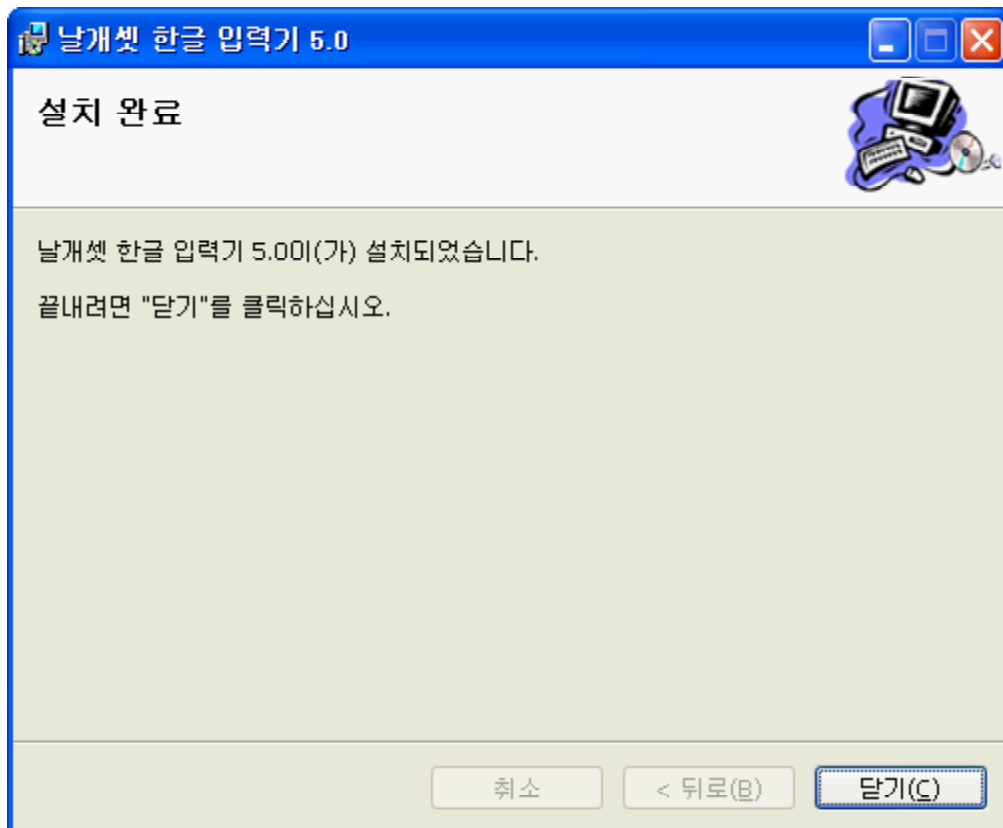 날개셋 한글 입력기 5.0
설치 완료
날개셋 한글 입력기 5.0이(가) 설치되었습니다.
끝내려면 "닫기"를 클릭하십시오.
취소 < 뒤로(B) 닫기(C)